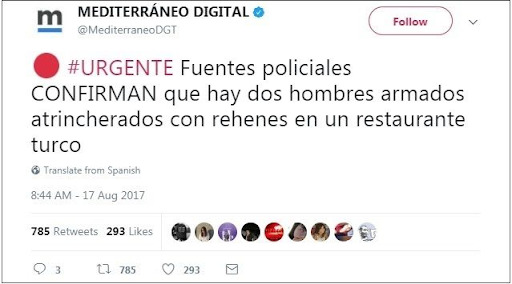 m MEDITERRÁNEO DIGITAL
@MediterraneoDGT
Follow
#URGENTE Fuentes policiales
CONFIRMAN que hay dos hombres armados
atrincherados con rehenes en un restaurante
turco
Translate from Spanish
8:44 AM - 17 Aug 2017
785 Retweets 293 Likes
3 785 293